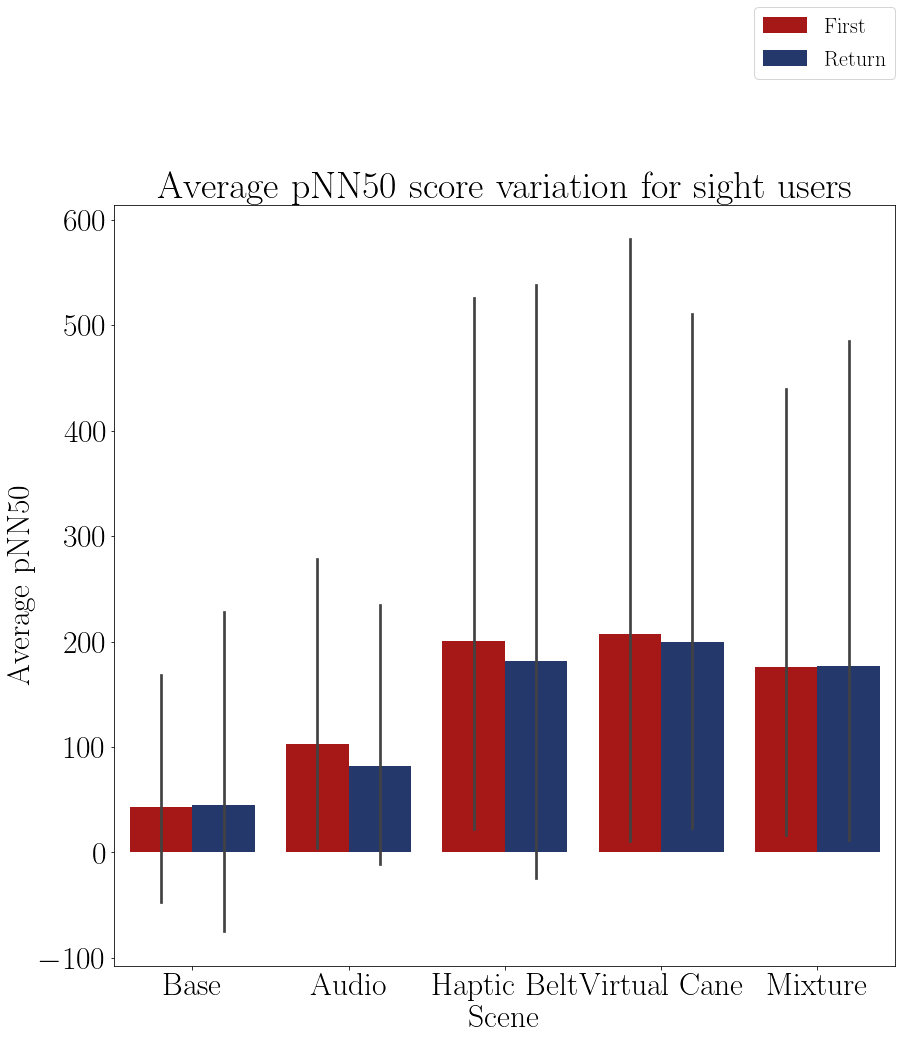 First
Return
Average pNN50 score variation for sight users
600
500
400
300
200
100
0
−100
Average pNN50
Base Audio Haptic Belt Virtual Cane Mixture
Scene